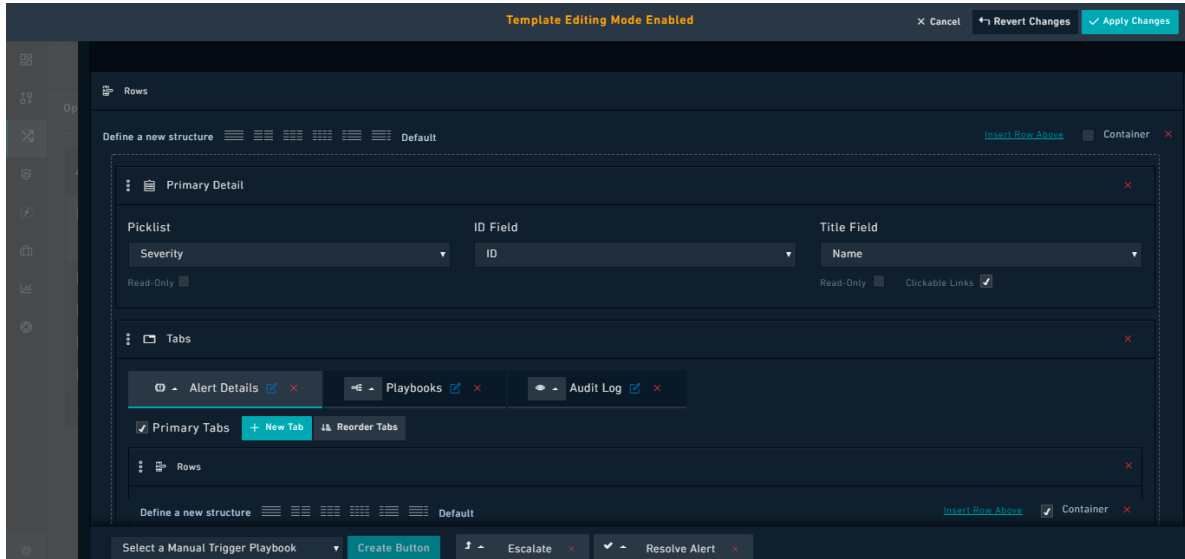 Template Editing Mode Enabled
Cancel
Revert Changes
Apply Changes
Op
Rows
Define a new structure
Default
Insert Row Above
Container
Primary Detail
Picklist
ID Field
Title Field
Severity
ID
Name
Read-Only
Read-Only
Clickable Links
Tabs
Alert Details
Playbooks
Audit Log
Primary Tabs
+ New Tab
Reorder Tabs
Rows
Define a new structure
Default
Insert Row Above
Container
Select a Manual Trigger Playbook
Create Button
Escalate
Resolve Alert